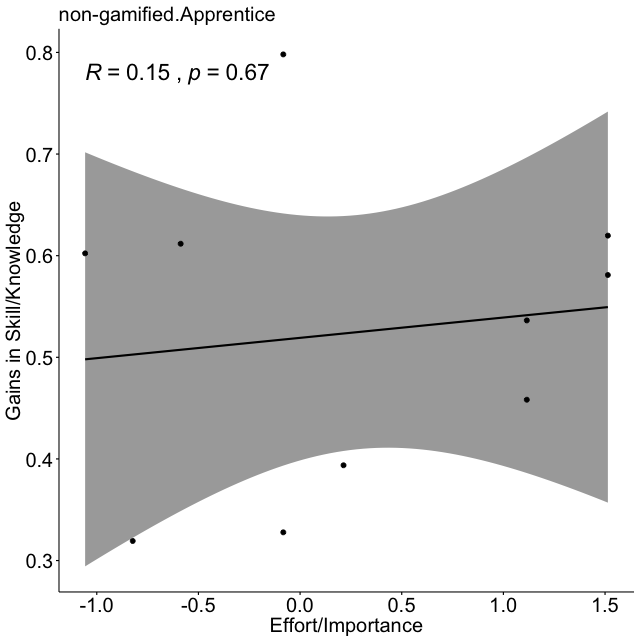 non-gamified.Apprentice
0.8
R = 0.15 , p = 0.67
0.7
0.6
0.5
0.4
0.3
Gains in Skill/Knowledge
-1.0 -0.5 0.0 0.5 1.0 1.5
Effort/Importance